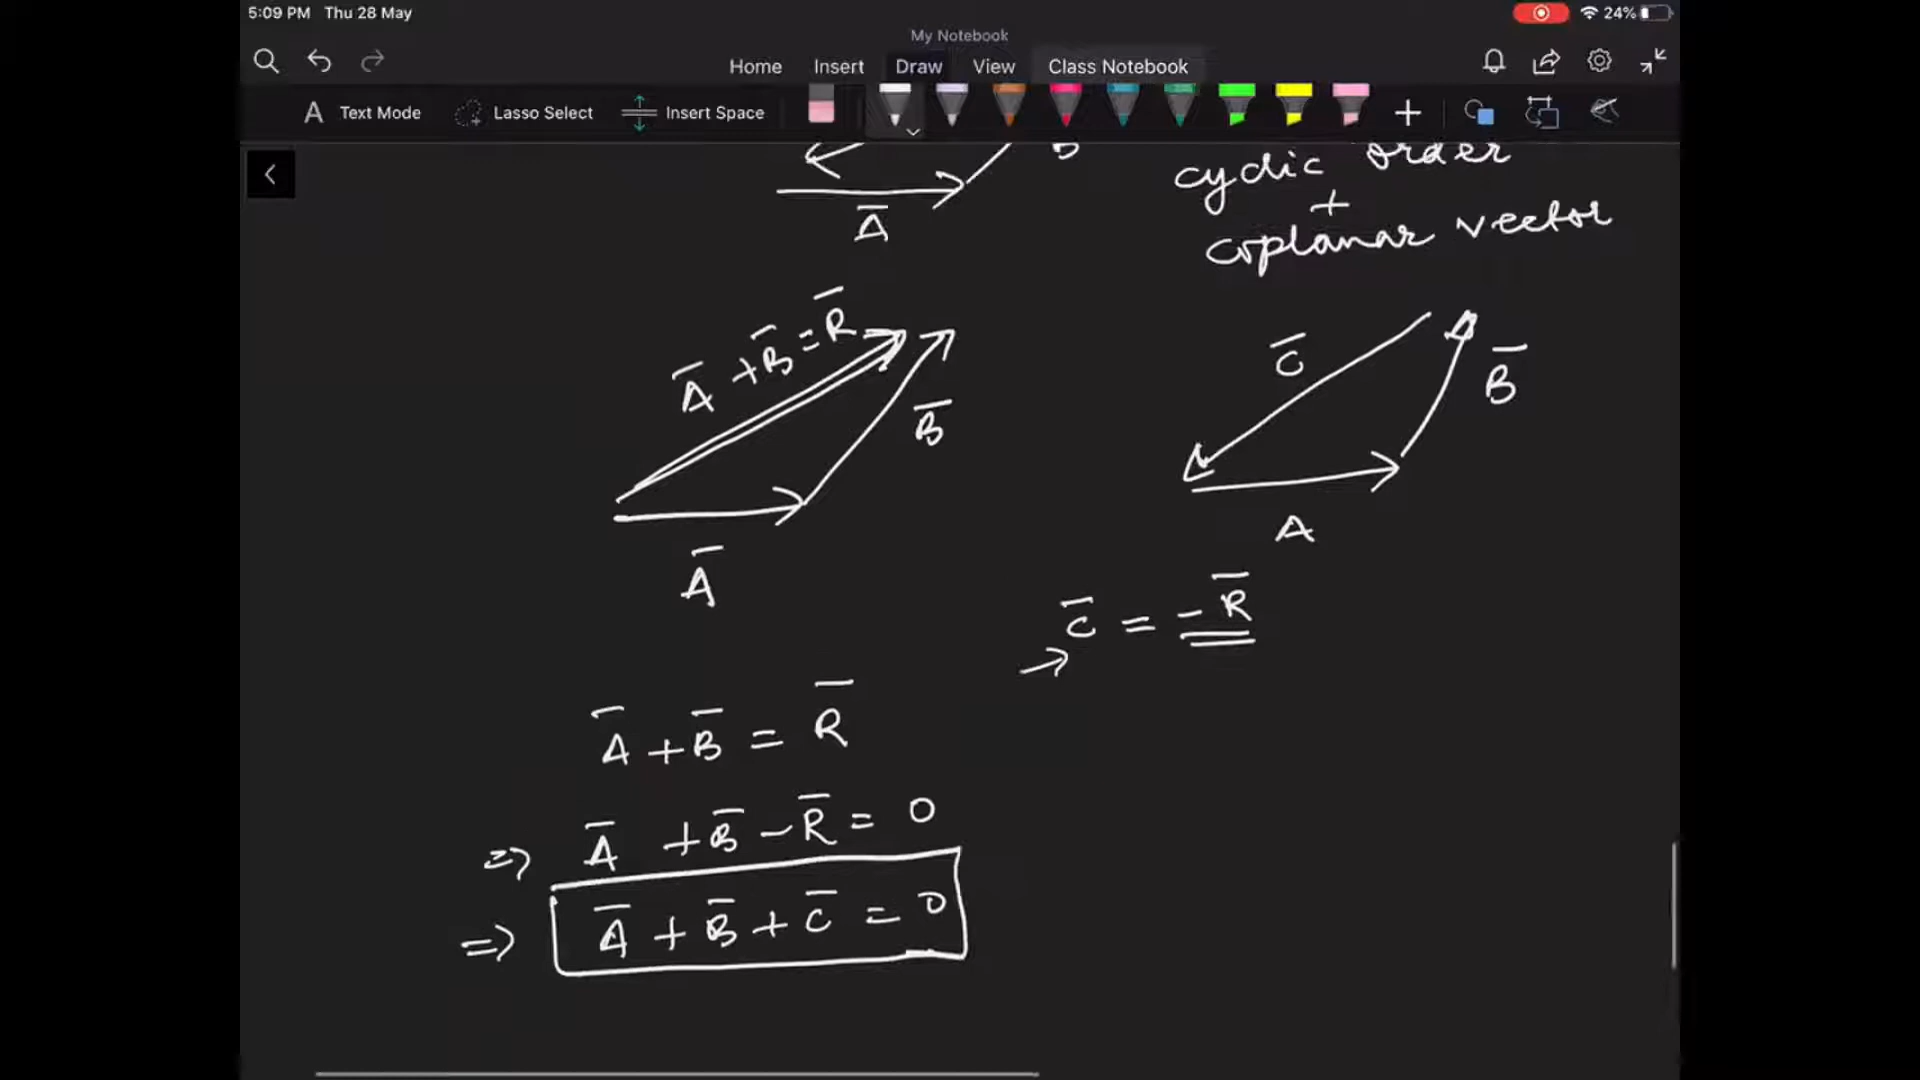 5:09 PM Thu 28 May
24%
My Notebook
Home Insert Draw View Class Notebook
A Text Mode Lasso Select Insert Space
B
cyclic order
+
coplanar vector
A̅
A̅ + B̅ = R̅
B̅
A̅
C̅
B̅
A
C̅ = - R̅
→
A̅ + B̅ = R̅
=> A̅ + B̅ - R̅ = 0
=> A̅ + B̅ + C̅ = 0